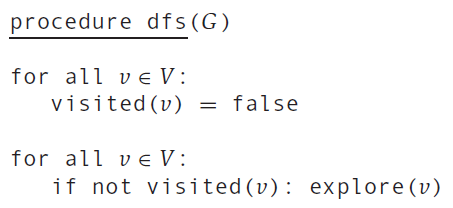 procedure dfs(G)
for all v ∈ V:
visited(v) = false
for all v ∈ V:
if not visited(v): explore(v)